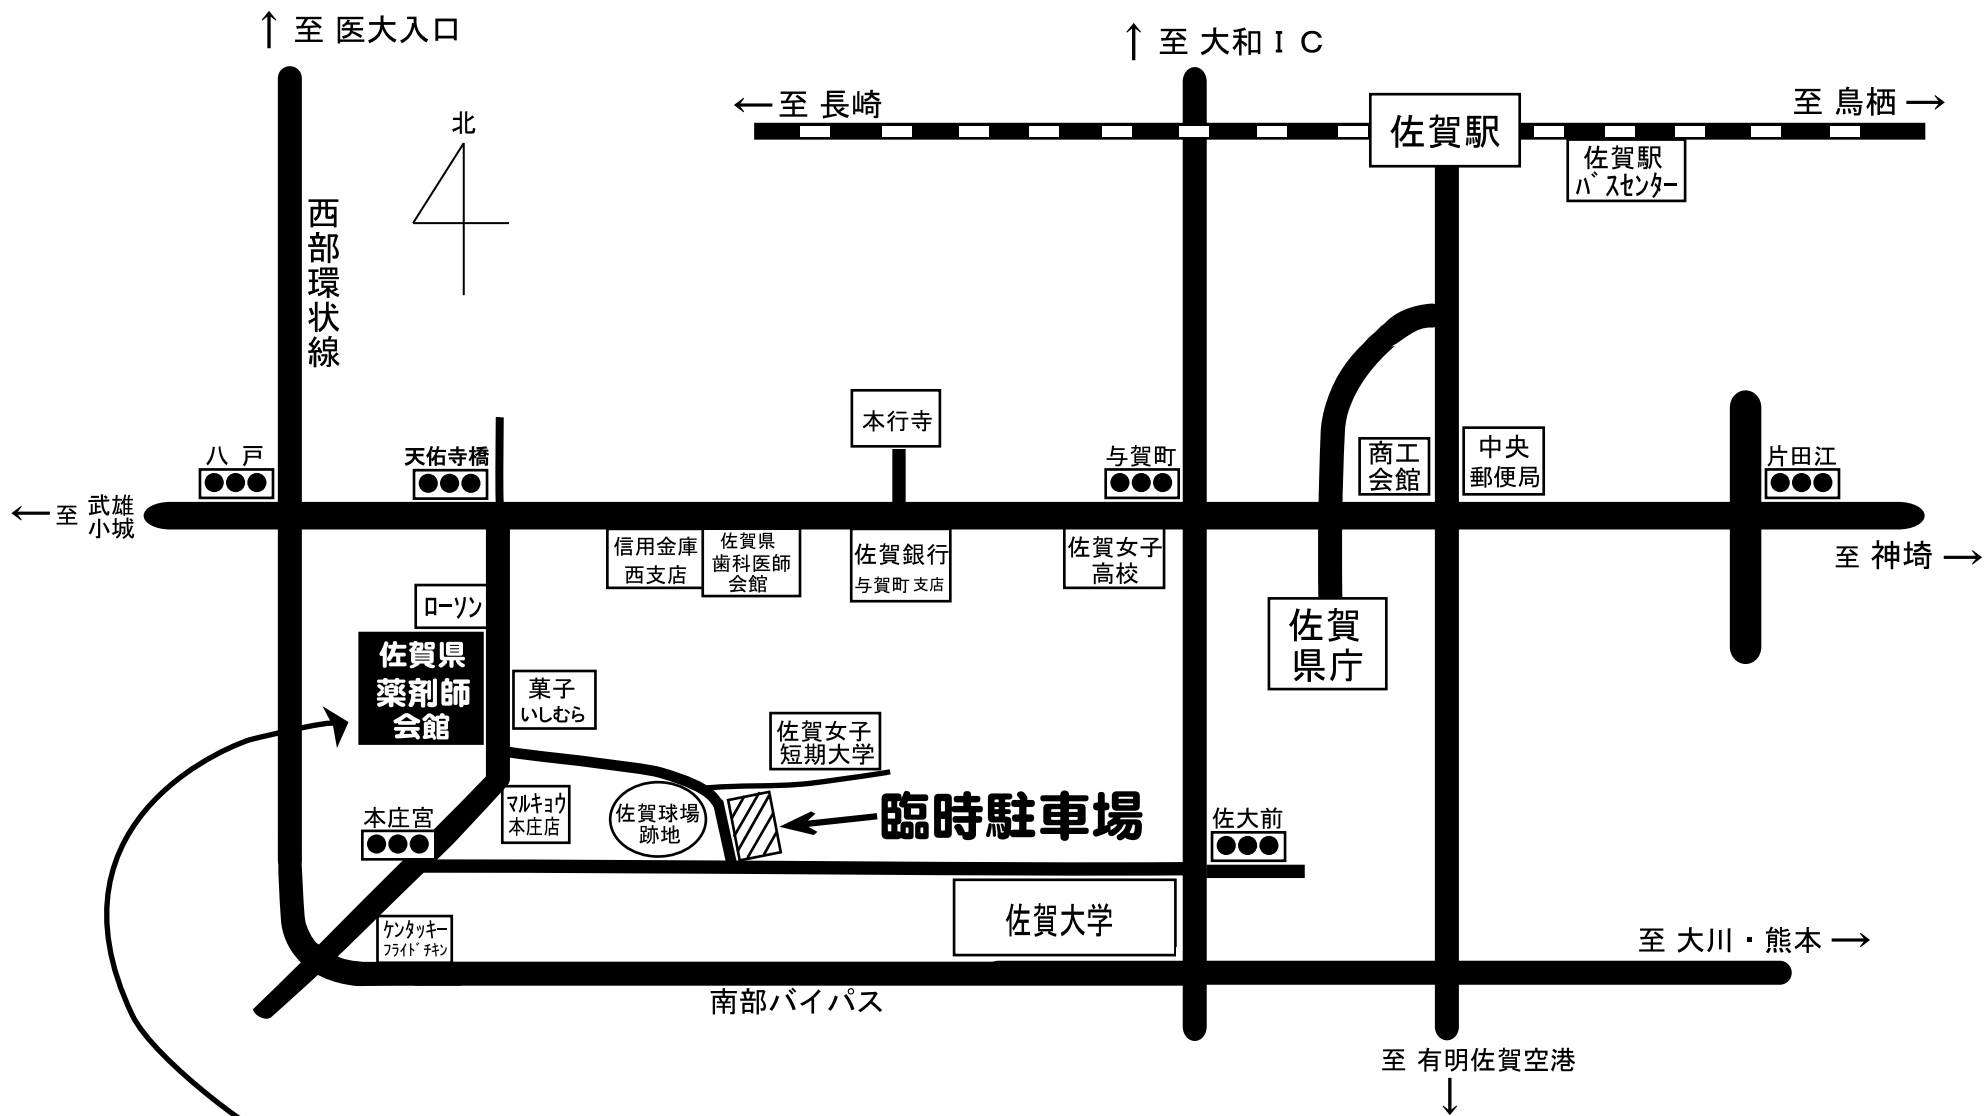 ↑ 至 医大入口
↑ 至 大和ＩＣ
北
←至 長崎
佐賀駅
至 鳥栖→
佐賀駅
バスセンター
西部環状線
本行寺
八戸
天佑寺橋
与賀町
商工
会館
中央
郵便局
片田江
←至 武雄
小城
信用金庫
西支店
佐賀県
歯科医師
会館
佐賀銀行
与賀町支店
佐賀女子
高校
至 神埼→
ローソン
佐賀県
薬剤師
会館
佐賀
県庁
菓子
いしむら
佐賀女子
短期大学
マルキョウ
本庄店
佐賀球場
跡地
臨時駐車場
本庄宮
佐大前
ケンタッキー
フライドチキン
佐賀大学
至 大川・熊本→
南部バイパス
至 有明佐賀空港
↓